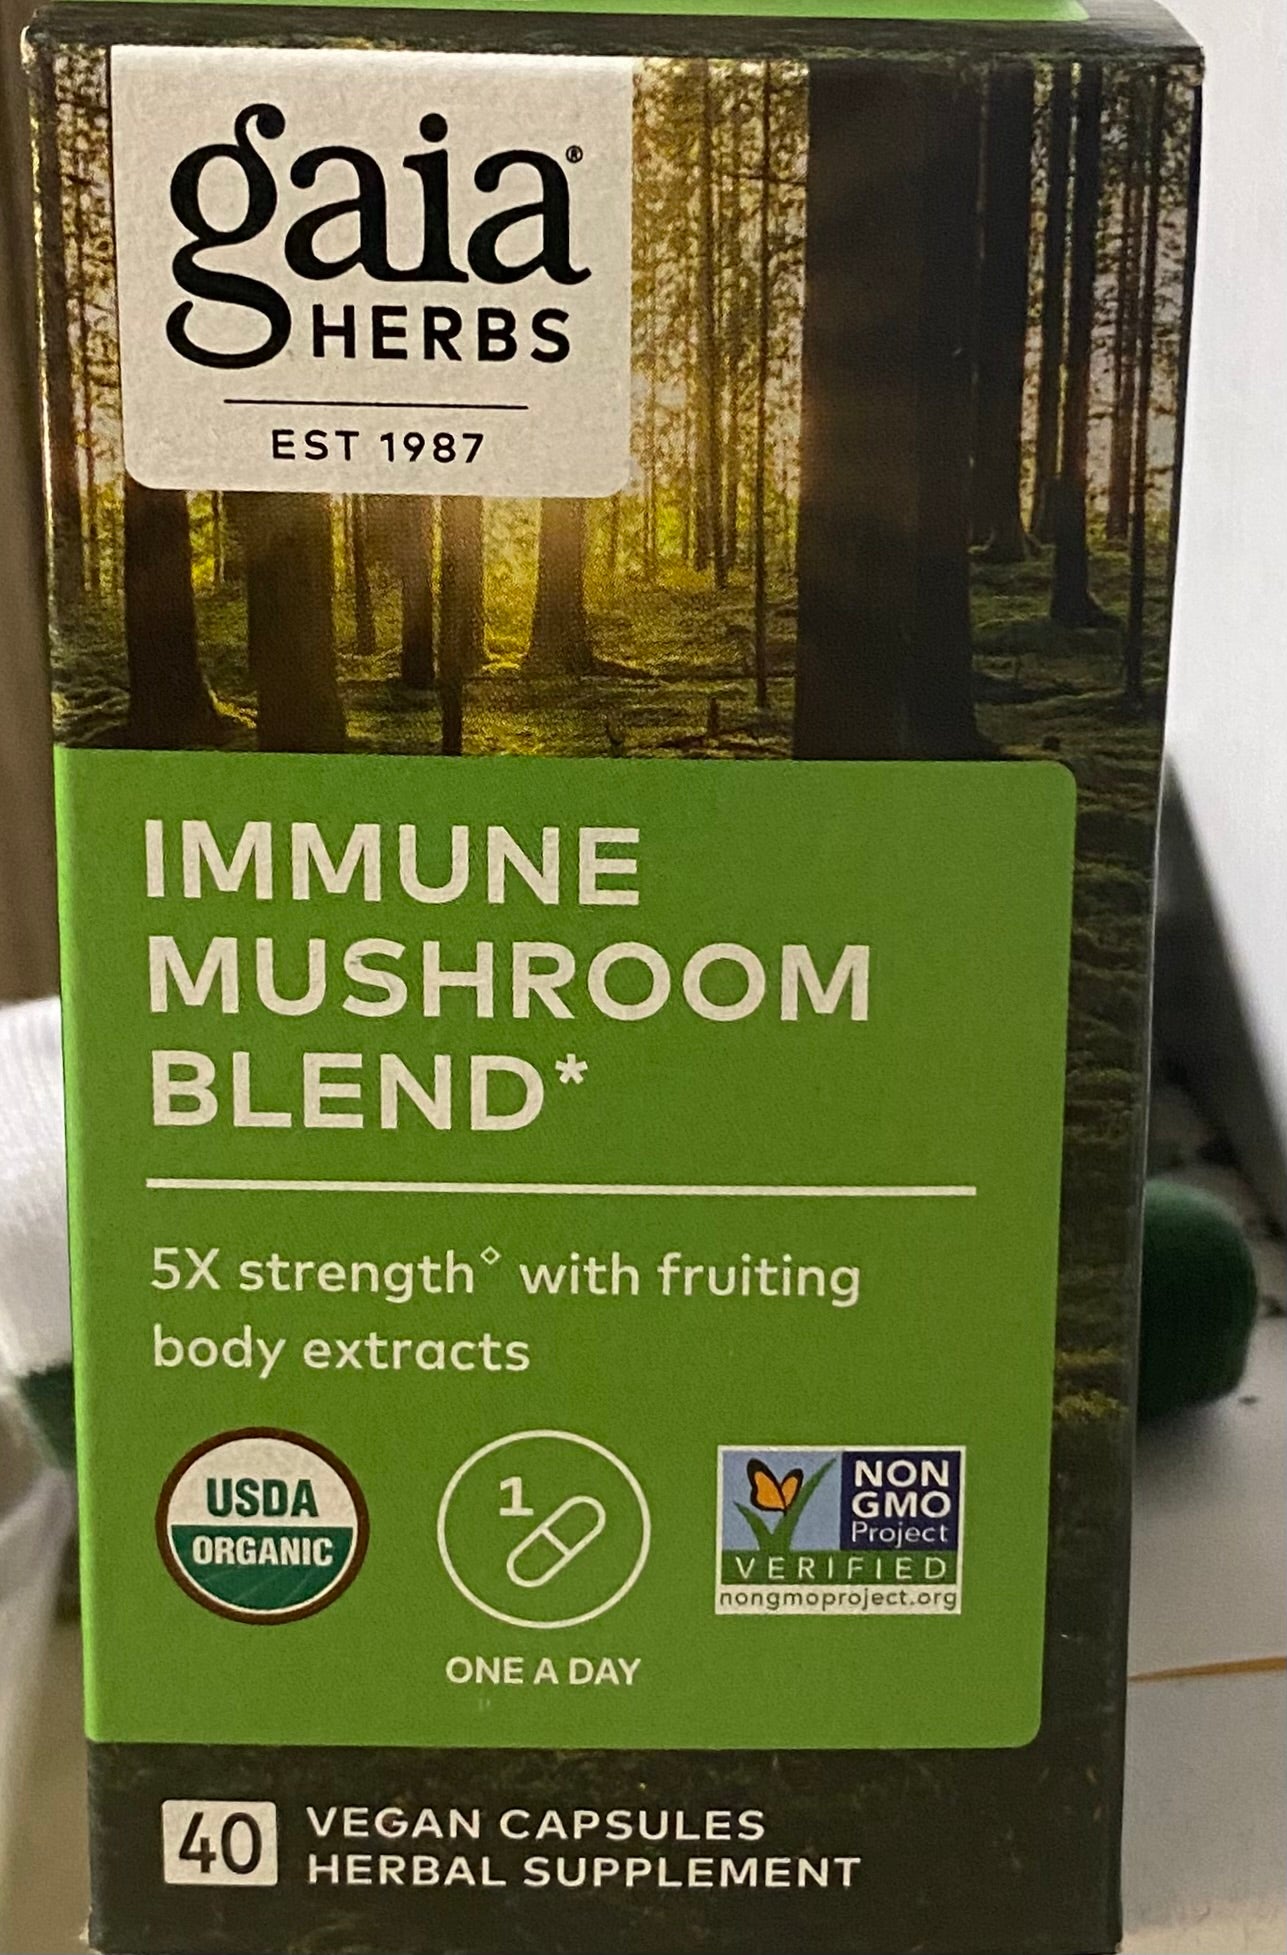 gaia®
HERBS
EST 1987
IMMUNE
MUSHROOM
BLEND*
5X strength◇ with fruiting
body extracts
USDA
ORGANIC
1
ONE A DAY
NON
GMO
Project
VERIFIED
nongmoproject.org
40 VEGAN CAPSULES
HERBAL SUPPLEMENT